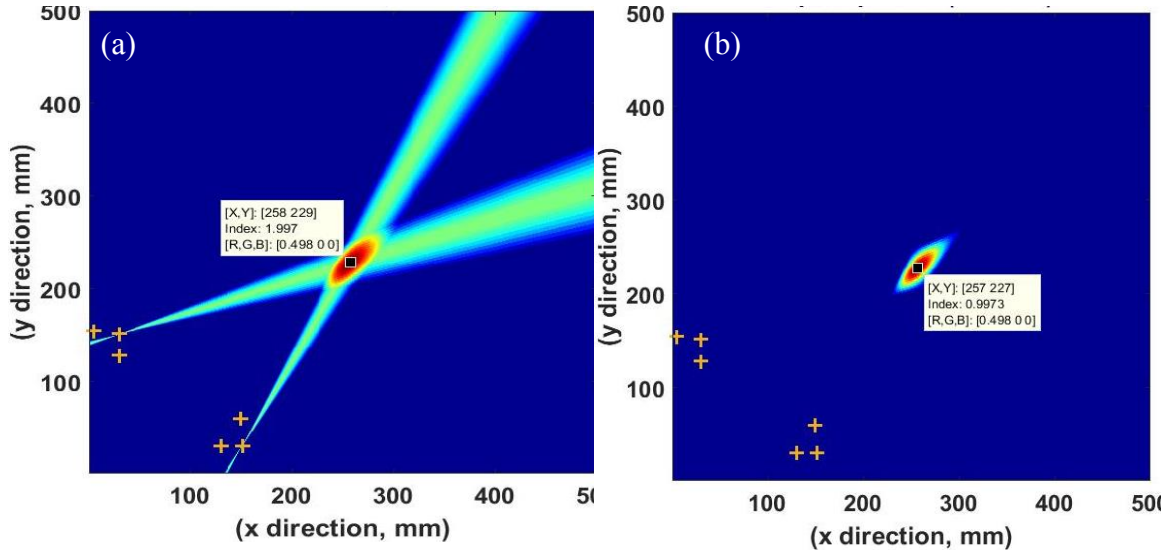 (a)
500
400
300
200
100
100
200
300
400
50
(x direction, mm)
(y direction, mm)
[X,Y]: [258 229]
Index: 1.997
[R,G,B]: [0.498 0 0]
(b)
500
400
300
200
100
100
200
300
400
500
(x direction, mm)
(y direction, mm)
[X,Y]: [257 227]
Index: 0.9973
[R,G,B]: [0.498 0 0]